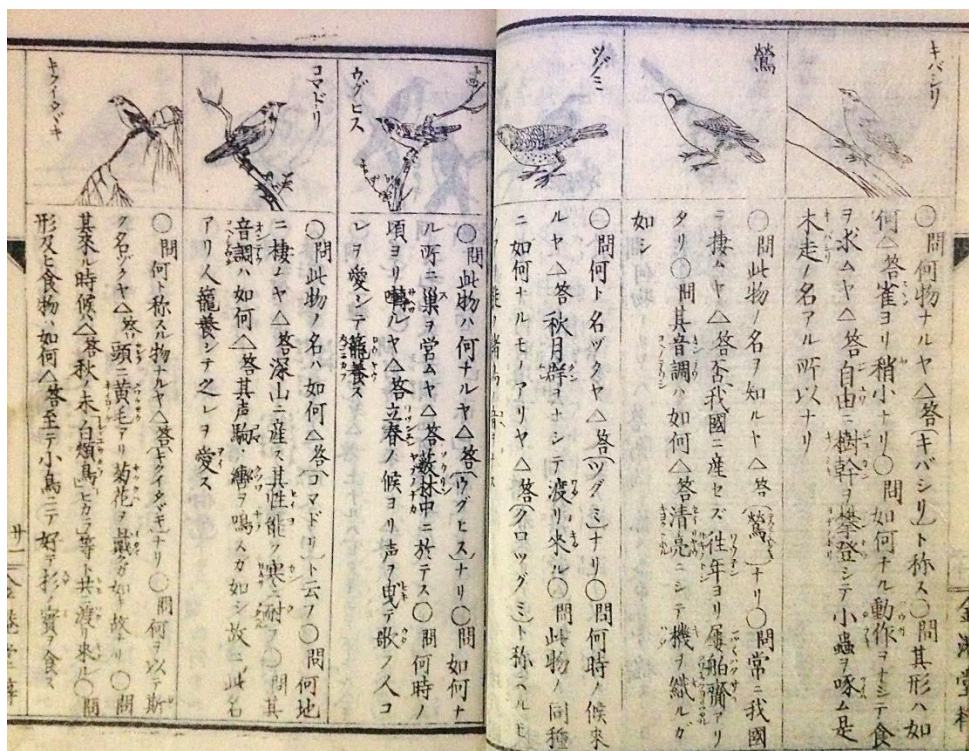 キバシリ
○問何物ナルヤ△答(キバシリ)ト称ス○問其形ハ如
何△答雀ヨリ稍小ナリ○問如何ナル動作ヲナシテ食
ヲ求ムヤ△答自由ニ樹幹ヲ攀登シテ小蟲ヲ啄ム是
木走ノ名アル所以ナリ
鶯
○問此物ノ名ヲ知ルヤ△答(鶯)ナリ○問常ニ我國
ニ棲ムヤ△答否我國ニ産セズ往年ヨリ屢舶齎アリ
タリ○問其音調ハ如何△答清亮ニシテ機ヲ織ルガ
如シ
ツグミ
○問何ト名ヅクヤ△答(ツグミ)ナリ○問何時ノ候来
ルヤ△答秋月群ヲナシテ渡リ来ル○問此物ノ同種
ニ如何ナルモノアリヤ△答(クロツグミ)ト称ヘルモ
ウグヒス
○問此物ハ何ナルヤ△答(ウグヒス)ナリ○問如何ナ
ル所ニ巣ヲ営ムヤ△答藪林中ニ於テス○問何時ノ
頃ヨリ囀ルヤ△答立春ノ候ヨリ声ヲ曳テ歌フ人コ
レヲ愛シテ籠養ス
コマドリ
○問此物ノ名ハ如何△答(コマドリ)ト云フ○問何地
ニ棲ムヤ△答深山ニ産ス其性能ク寒ニ耐フ○問其
音調ハ如何△答其声駒ノ轡ヲ鳴スガ如シ故ニ此名
アリ人籠養シテ之レヲ愛ス
キクイタヾキ
○問何ト称スル物ナルヤ△答(キクイタヾキ)ナリ○問何ヲ以テ斯
ク名ヅクヤ△答頭ニ黄毛アリ菊花ヲ戴クガ如キ故ナリ○問
其來ル時候ハ△答秋ノ末「白頬鳥」「ヒカラ」等ト共ニ渡リ來ル○問
形及ヒ食物ハ如何△答至テ小鳥ニテ好テ杉ノ實ヲ食ス